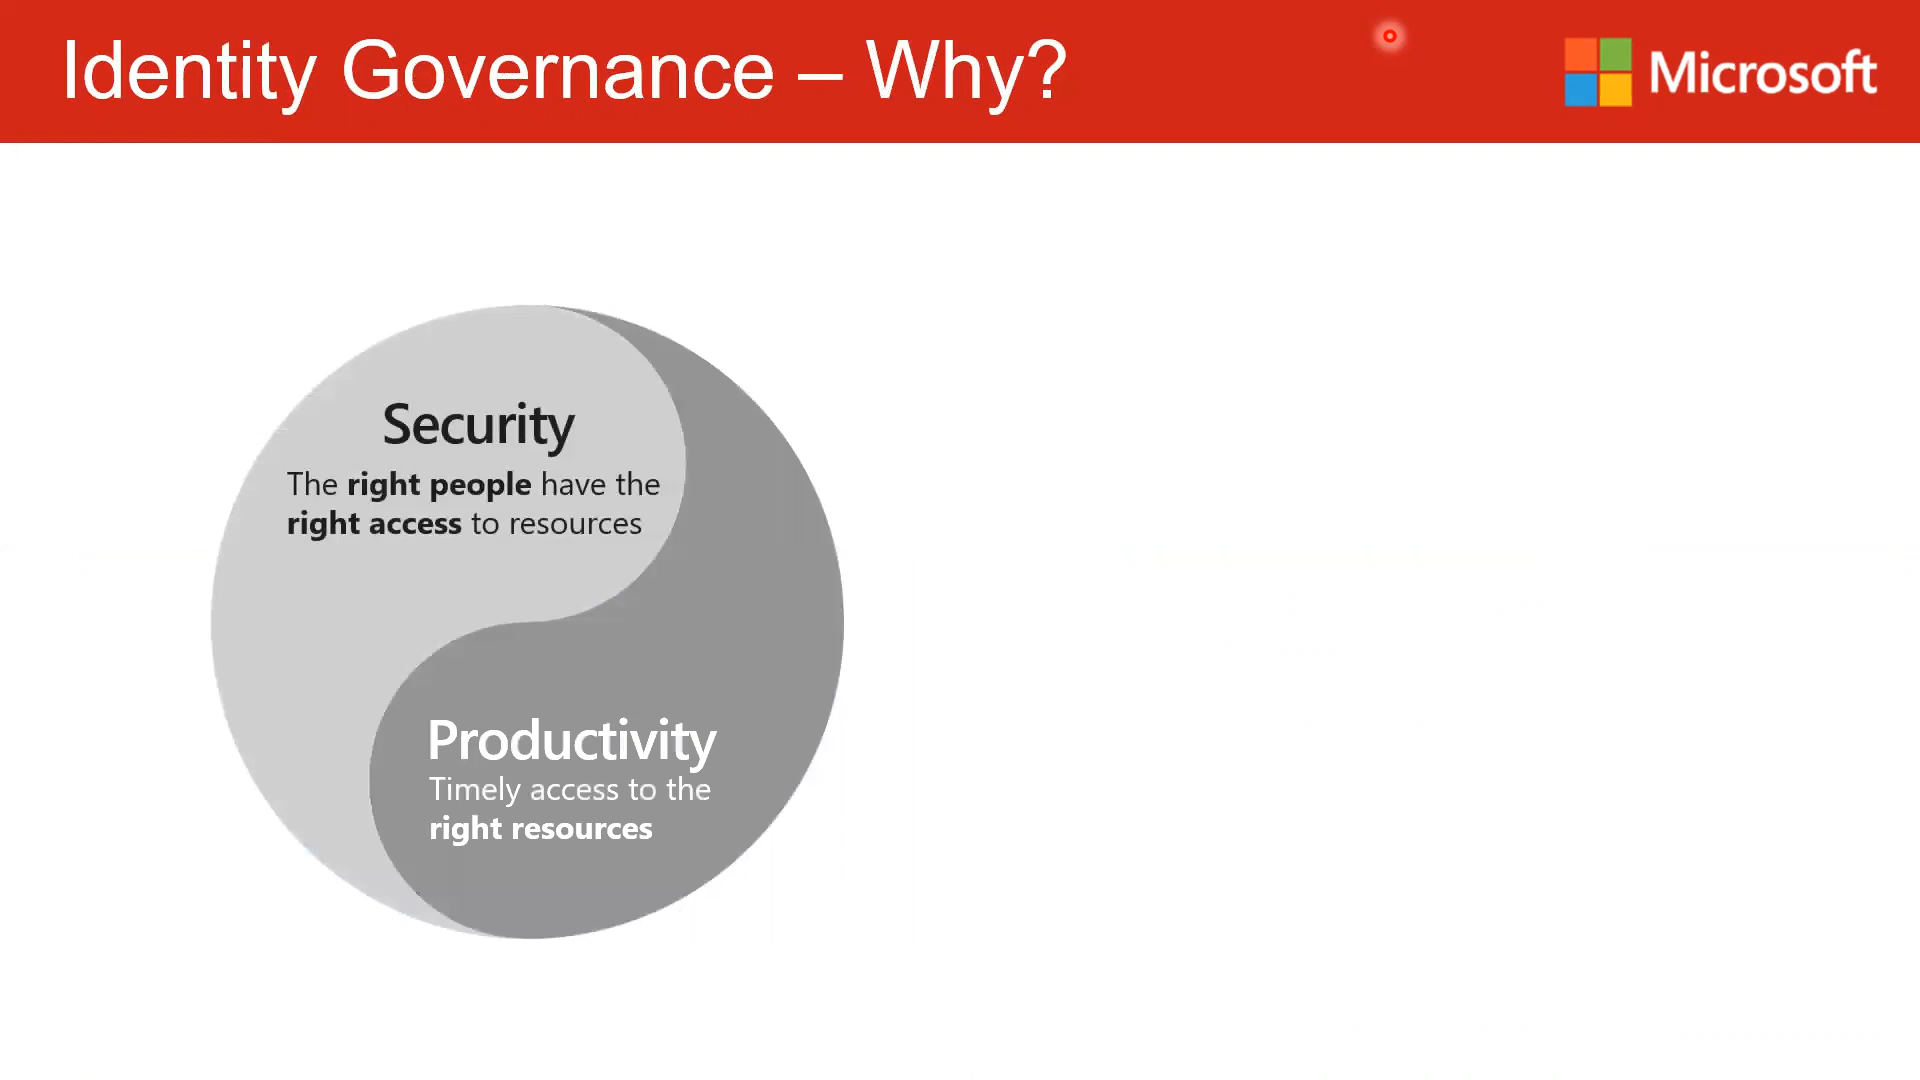 Identity Governance – Why?
Microsoft
Security
The right people have the
right access to resources
Productivity
Timely access to the
right resources